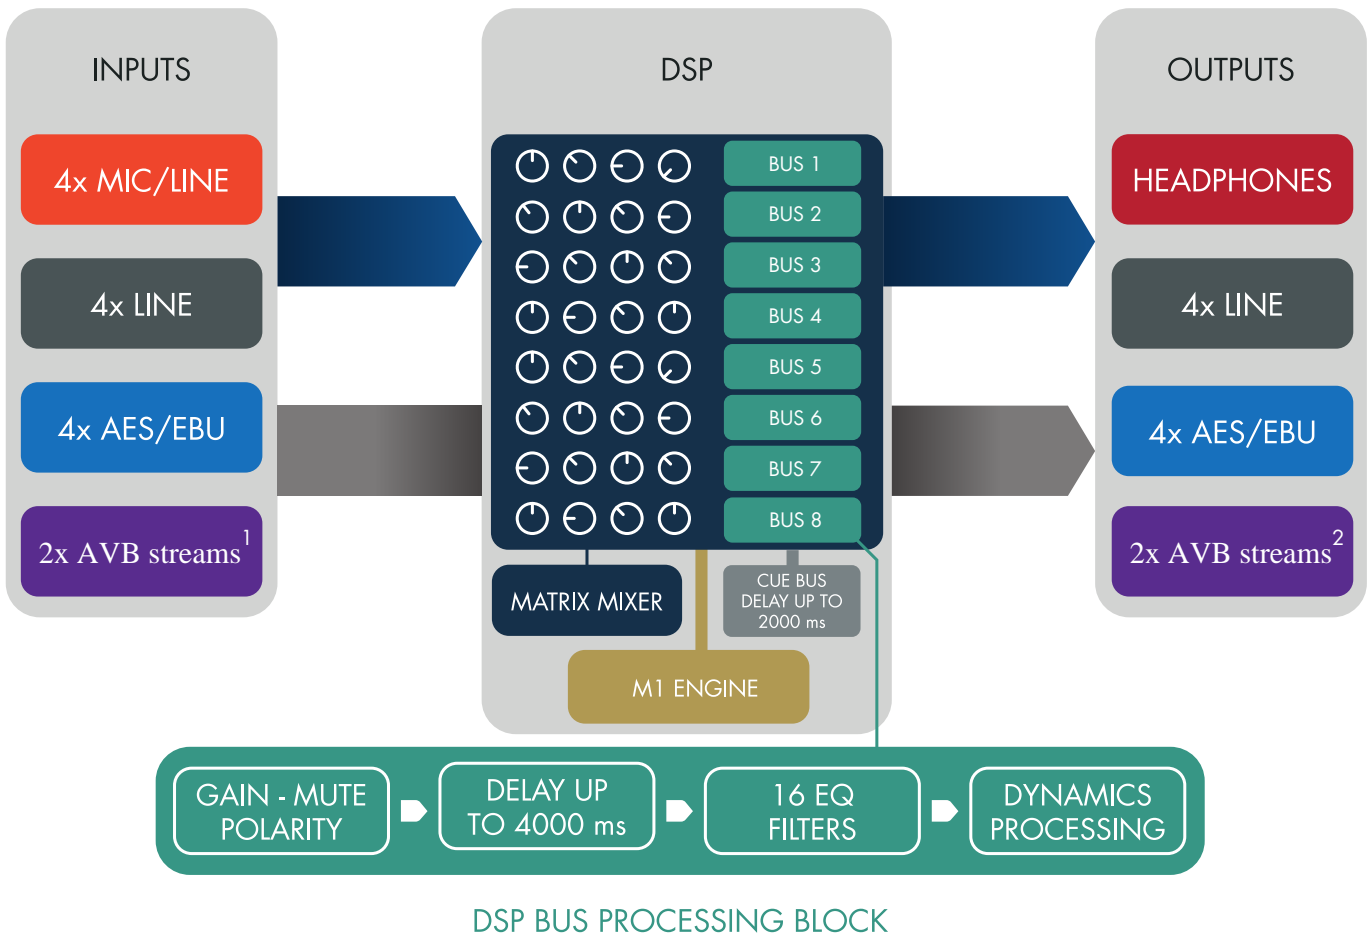 INPUTS
4x MIC/LINE
4x LINE
4x AES/EBU
2x AVB streams1
DSP
BUS 1
BUS 2
BUS 3
BUS 4
BUS 5
BUS 6
BUS 7
BUS 8
MATRIX MIXER
CUE BUS
DELAY UP TO
2000 ms
M1 ENGINE
OUTPUTS
HEADPHONES
4x LINE
4x AES/EBU
2x AVB streams2
GAIN - MUTE
POLARITY
DELAY UP
TO 4000 ms
16 EQ
FILTERS
DYNAMICS
PROCESSING
DSP BUS PROCESSING BLOCK